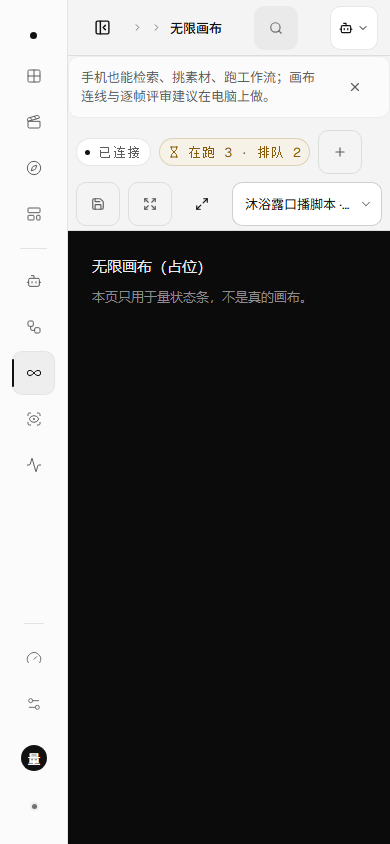 无限画布
手机也能检索、挑素材、跑工作流；画布
连线与逐帧评审建议在电脑上做。
已连接
在跑 3 · 排队 2
沐浴露口播脚本 ·...
无限画布（占位）
本页只用于量状态条，不是真的画布。
量